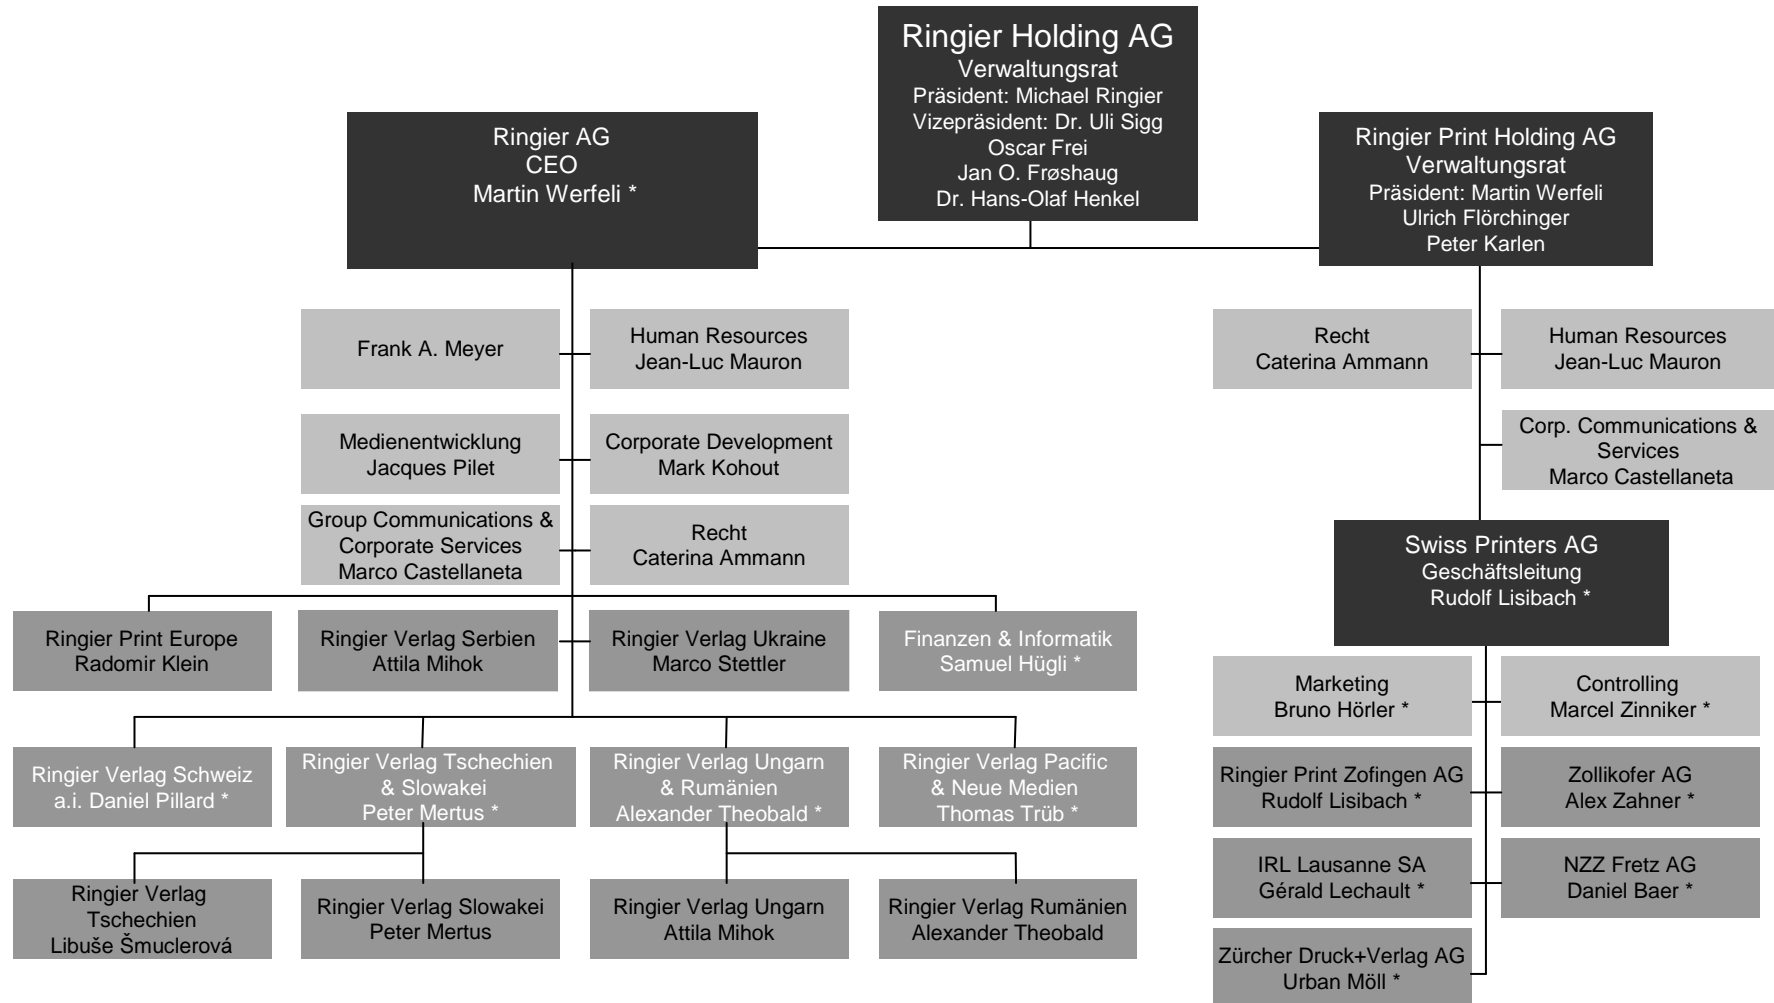 Ringier Holding AG
Verwaltungsrat
Präsident: Michael Ringier
Vizepräsident: Dr. Uli Sigg
Oscar Frei
Jan O. Frøshaug
Dr. Hans-Olaf Henkel
Ringier AG
CEO
Martin Werfeli *
Ringier Print Holding AG
Verwaltungsrat
Präsident: Martin Werfeli
Ulrich Flörchinger
Peter Karlen
Frank A. Meyer
Human Resources
Jean-Luc Mauron
Medienentwicklung
Jacques Pilet
Corporate Development
Mark Kohout
Group Communications &
Corporate Services
Marco Castellaneta
Recht
Caterina Ammann
Ringier Print Europe
Radomir Klein
Ringier Verlag Serbien
Attila Mihok
Ringier Verlag Ukraine
Marco Stettler
Finanzen & Informatik
Samuel Hügli *
Ringier Verlag Schweiz
a.i. Daniel Pillard *
Ringier Verlag Tschechien
& Slowakei
Peter Mertus *
Ringier Verlag Ungarn
& Rumänien
Alexander Theobald *
Ringier Verlag Pacific
& Neue Medien
Thomas Trüb *
Ringier Verlag
Tschechien
Libuše Šmuclerová
Ringier Verlag Slowakei
Peter Mertus
Ringier Verlag Ungarn
Attila Mihok
Ringier Verlag Rumänien
Alexander Theobald
Recht
Caterina Ammann
Human Resources
Jean-Luc Mauron
Corp. Communications &
Services
Marco Castellaneta
Swiss Printers AG
Geschäftsleitung
Rudolf Lisibach *
Marketing
Bruno Hörler *
Controlling
Marcel Zinniker *
Ringier Print Zofingen AG
Rudolf Lisibach *
Zollikofer AG
Alex Zahner *
IRL Lausanne SA
Gérald Lechault *
NZZ Fretz AG
Daniel Baer *
Zürcher Druck+Verlag AG
Urban Möll *